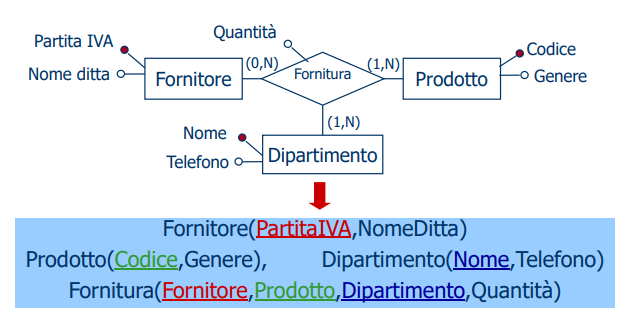 Quantità
Partita IVA
Codice
Nome ditta
Fornitore
(0,N)
Fornitura
(1,N)
Prodotto
Genere
(1,N)
Nome
Telefono
Dipartimento
Fornitore(PartitaIVA,NomeDitta)
Prodotto(Codice,Genere), Dipartimento(Nome,Telefono)
Fornitura(Fornitore,Prodotto,Dipartimento,Quantità)